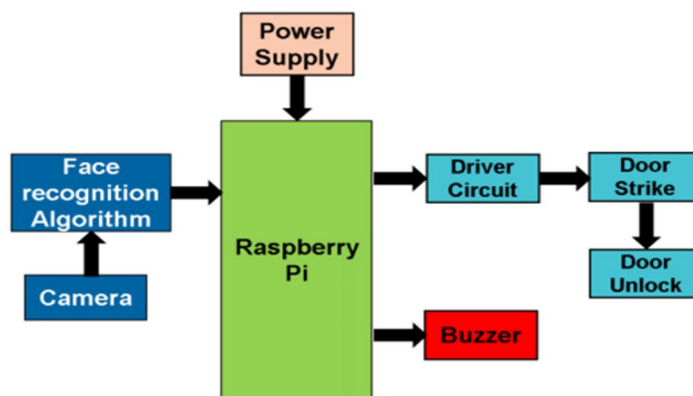 Power
Supply
Face
recognition
Algorithm
Camera
Raspberry
Pi
Driver
Circuit
Door
Strike
Door
Unlock
Buzzer